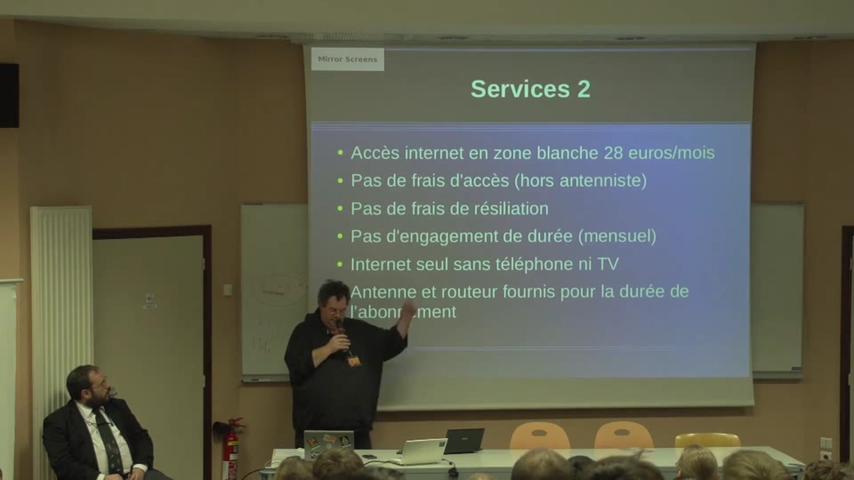 Mirror Screens
Services 2
Accès internet en zone blanche 28 euros/mois
Pas de frais d'accès (hors antenniste)
Pas de frais de résiliation
Pas d'engagement de durée (mensuel)
Internet seul sans téléphone ni TV
Antenne et routeur fournis pour la durée de
l'abonnement